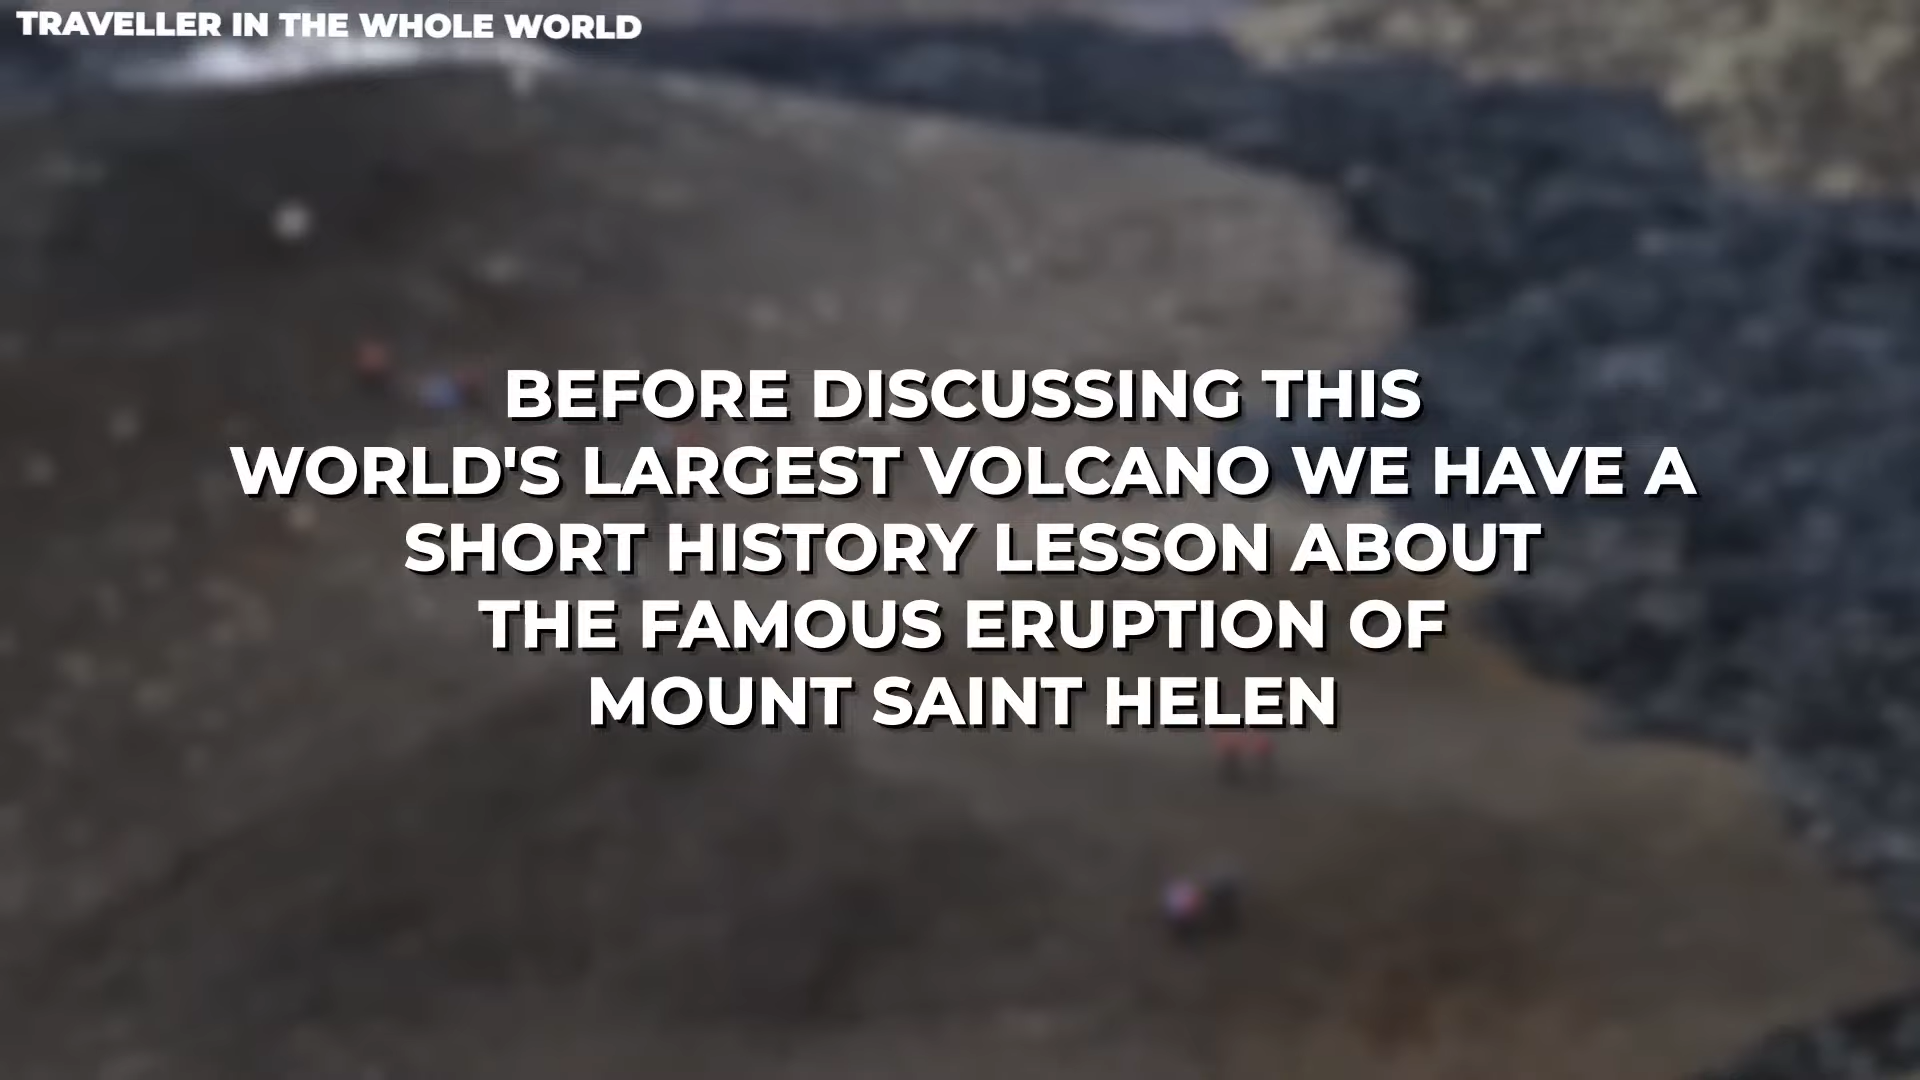 TRAVELLER IN THE WHOLE WORLD
BEFORE DISCUSSING THIS
WORLD'S LARGEST VOLCANO WE HAVE A
SHORT HISTORY LESSON ABOUT
THE FAMOUS ERUPTION OF
MOUNT SAINT HELEN